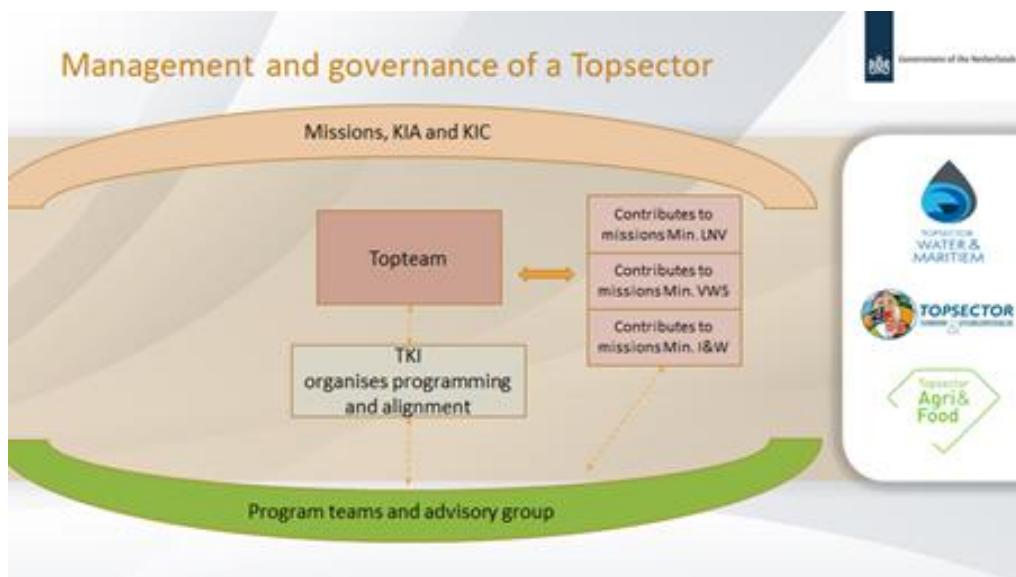 Management and governance of a Topsector
Government of the Netherlands
Missions, KIA and KIC
Topteam
Contributes to
missions Min. LNV
Contributes to
missions Min. VWS
Contributes to
missions Min. I&W
TKI
organises programming
and alignment
Program teams and advisory group
TOPSECTOR
WATER &
MARITIEM
TOPSECTOR
&
Topsector
Agri&
Food